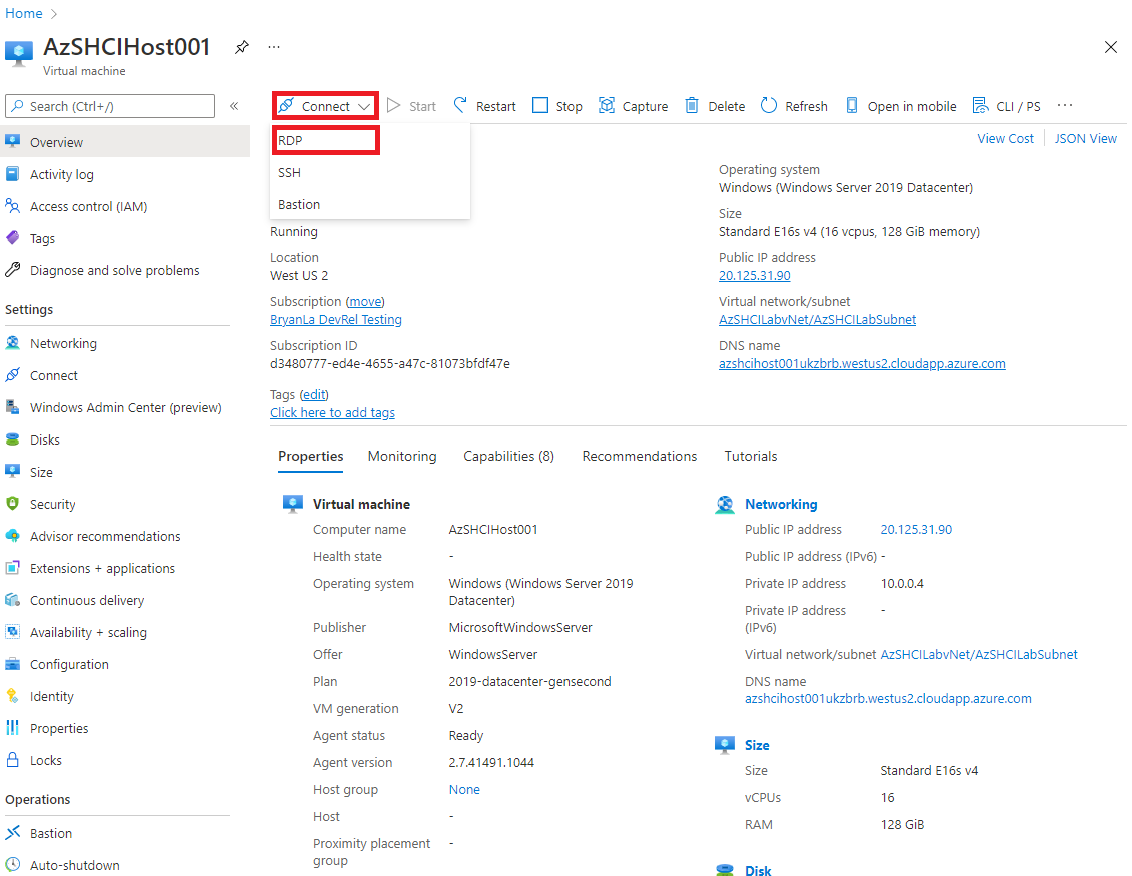 Home
AzSHCIHost001
...
Virtual machine
Search (Ctrl+/)
«
Connect
Start
Restart
Stop
Capture
Delete
Refresh
Open in mobile
CLI / PS
...
RDP
SSH
Bastion
View Cost
JSON View
Overview
Activity log
Access control (IAM)
Tags
Diagnose and solve problems
Settings
Networking
Connect
Windows Admin Center (preview)
Disks
Size
Security
Advisor recommendations
Extensions + applications
Continuous delivery
Availability + scaling
Configuration
Identity
Properties
Locks
Operations
Bastion
Auto-shutdown
Running
Location
West US 2
Subscription (move)
BryanLa DevRel Testing
Subscription ID
d3480777-ed4e-4655-a47c-81073bfdf47e
Tags (edit)
Click here to add tags
Operating system
Windows (Windows Server 2019 Datacenter)
Size
Standard E16s v4 (16 vcpus, 128 GiB memory)
Public IP address
20.125.31.90
Virtual network/subnet
AzSHCILabvNet/AzSHCILabSubnet
DNS name
azshcihost001ukzbrb.westus2.cloudapp.azure.com
Properties
Monitoring
Capabilities (8)
Recommendations
Tutorials
Virtual machine
Computer name AzSHCIHost001
Health state -
Operating system Windows (Windows Server 2019
Datacenter)
Publisher MicrosoftWindowsServer
Offer WindowsServer
Plan 2019-datacenter-gensecond
VM generation V2
Agent status Ready
Agent version 2.7.41491.1044
Host group None
Host -
Proximity placement -
group
Networking
Public IP address 20.125.31.90
Public IP address (IPv6) -
Private IP address 10.0.0.4
Private IP address -
(IPv6)
Virtual network/subnet AzSHCILabvNet/AzSHCILabSubnet
DNS name
azshcihost001ukzbrb.westus2.cloudapp.azure.com
Size
Size Standard E16s v4
vCPUs 16
RAM 128 GiB
Disk